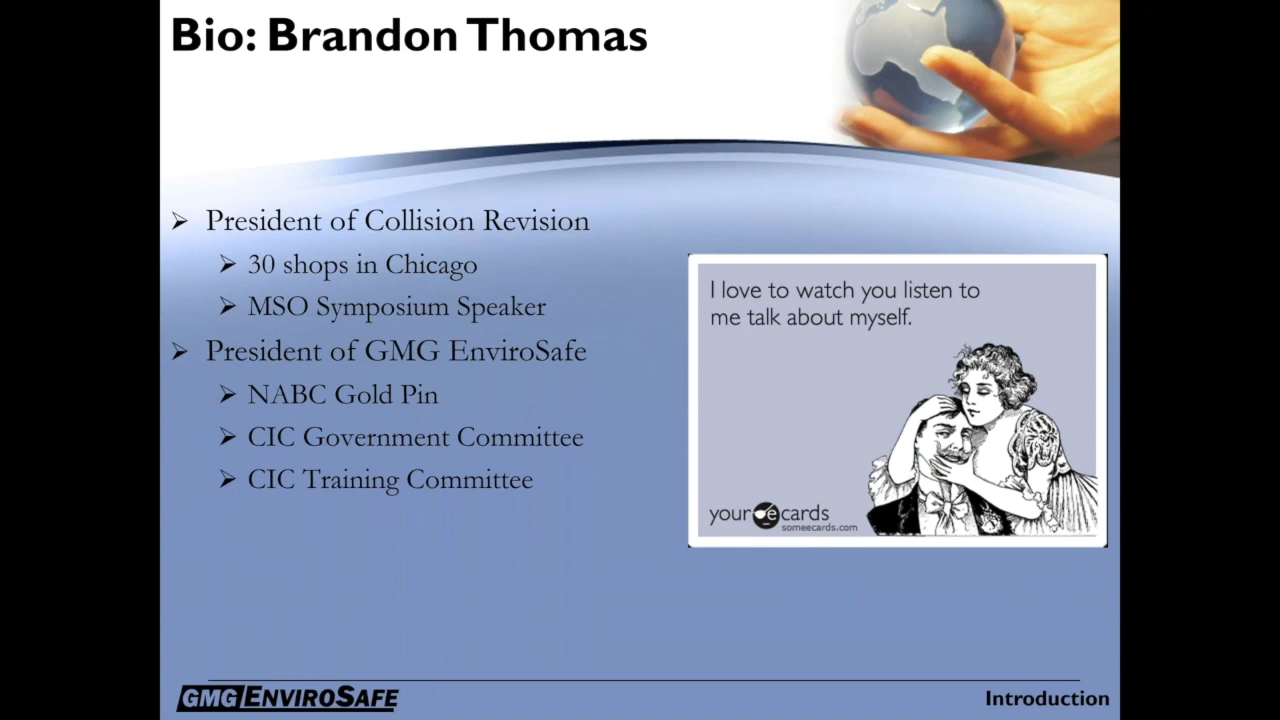 Bio: Brandon Thomas
President of Collision Revision
30 shops in Chicago
MSO Symposium Speaker
President of GMG EnviroSafe
NABC Gold Pin
CIC Government Committee
CIC Training Committee
I love to watch you listen to
me talk about myself.
your e cards
someecards.com
GMG ENVIROSAFE
Introduction